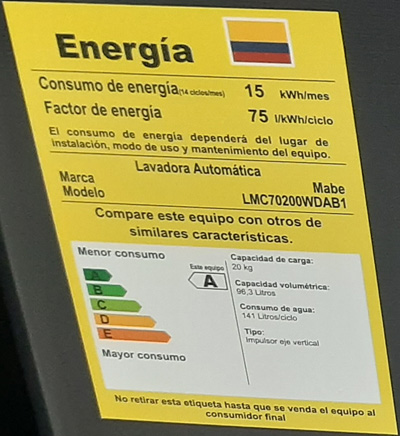 Energía
Consumo de energía(14 ciclos/mes) 15 kWh/mes
Factor de energía 75 l/kWh/ciclo
El consumo de energía dependerá del lugar de
instalación, modo de uso y mantenimiento del equipo.
Lavadora Automática
Marca Mabe
Modelo LMC70200WDAB1
Compare este equipo con otros de
similares características.
Menor consumo
A
B
C
D
E
Mayor consumo
Este equipo
A
Capacidad de carga:
20 kg
Capacidad volumétrica:
96,3 Litros
Consumo de agua:
141 Litros/ciclo
Tipo:
Impulsor eje vertical
No retirar esta etiqueta hasta que se venda el equipo al
consumidor final